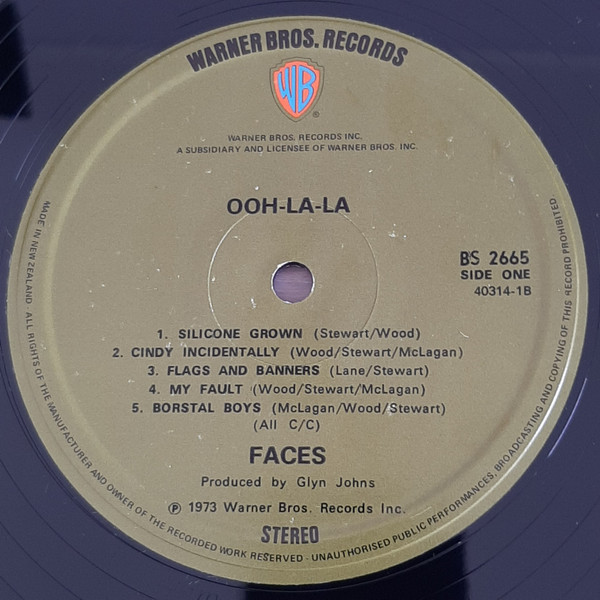 WARNER BROS. RECORDS
WB
®
WARNER BROS. RECORDS INC.
A SUBSIDIARY AND LICENSEE OF WARNER BROS. INC.
OOH-LA-LA
BS 2665
SIDE ONE
40314-1B
1. SILICONE GROWN (Stewart/Wood)
2. CINDY INCIDENTALLY (Wood/Stewart/McLagan)
3. FLAGS AND BANNERS (Lane/Stewart)
4. MY FAULT (Wood/Stewart/McLagan)
5. BORSTAL BOYS (McLagan/Wood/Stewart)
(All C/C)
FACES
Produced by Glyn Johns
℗ 1973 Warner Bros. Records Inc.
STEREO
MADE IN NEW ZEALAND . ALL RIGHTS OF THE MANUFACTURER AND OWNER OF THE RECORDED WORK RESERVED - UNAUTHORISED PUBLIC PERFORMANCES, BROADCASTING AND COPYING OF THIS RECORD PROHIBITED